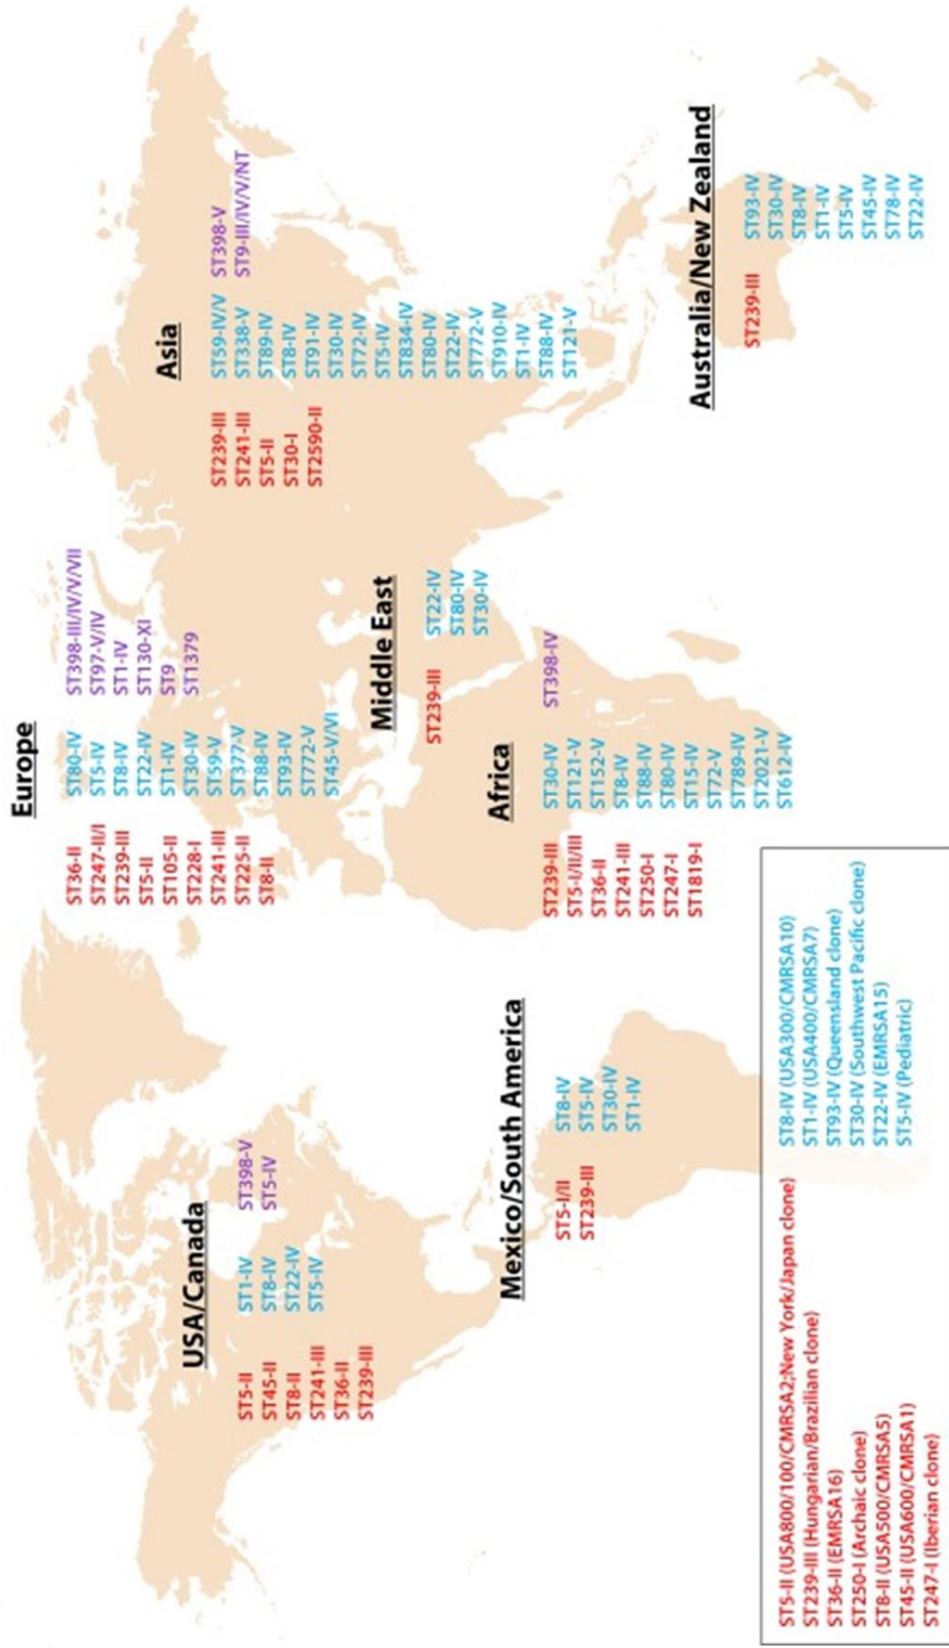 USA/Canada
ST5-II
ST45-II
ST8-II
ST241-III
ST36-II
ST239-III
ST1-IV
ST8-IV
ST22-IV
ST5-IV
ST398-V
ST5-IV
Mexico/South America
ST5-I/II
ST239-III
ST8-IV
ST5-IV
ST30-IV
ST1-IV
Europe
ST36-II
ST247-II/I
ST239-III
ST5-II
ST105-II
ST228-I
ST241-III
ST225-II
ST8-II
ST80-IV
ST5-IV
ST8-IV
ST22-IV
ST1-IV
ST30-IV
ST59-V
ST377-V
ST88-IV
ST93-IV
ST772-V
ST45-V/VI
ST398-III/IV/V/VII
ST97-V/IV
ST1-IV
ST130-XI
ST9
ST1379
Middle East
ST239-III
ST22-IV
ST80-IV
ST30-IV
Africa
ST239-III
ST5-I/II/III
ST36-II
ST241-III
ST250-I
ST247-I
ST1819-I
ST30-IV
ST121-V
ST152-V
ST8-IV
ST88-IV
ST80-IV
ST15-IV
ST72-V
ST789-IV
ST2021-V
ST612-IV
ST398-IV
Asia
ST239-III
ST241-III
ST5-II
ST30-I
ST2590-II
ST59-IV/V
ST338-V
ST89-IV
ST8-IV
ST91-IV
ST30-IV
ST72-IV
ST5-IV
ST834-IV
ST80-IV
ST22-IV
ST772-V
ST910-IV
ST1-IV
ST88-IV
ST121-V
ST398-V
ST9-III/IV/V/NT
Australia/New Zealand
ST239-III
ST93-IV
ST30-IV
ST8-IV
ST1-IV
ST5-IV
ST45-IV
ST78-IV
ST22-IV
ST5-II (USA800/100/CMRSA2;New York/Japan clone)
ST239-III (Hungarian/Brazilian clone)
ST36-II (EMRSA16)
ST250-I (Archaic clone)
ST8-II (USA500/CMRSA5)
ST45-II (USA600/CMRSA1)
ST247-I (Iberian clone)
ST8-IV (USA300/CMRSA10)
ST1-IV (USA400/CMRSA7)
ST93-IV (Queensland clone)
ST30-IV (Southwest Pacific clone)
ST22-IV (EMRSA15)
ST5-IV (Pediatric)